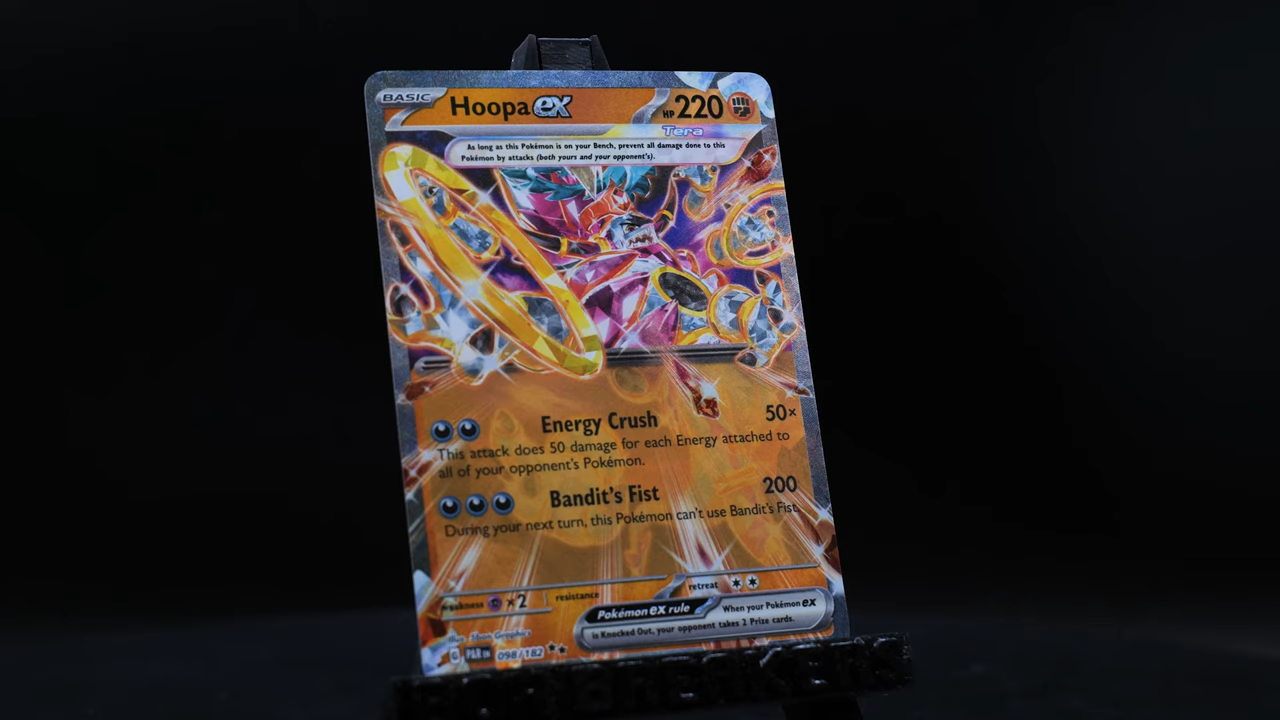 BASIC Hoopa ex HP 220
Tera
As long as this Pokémon is on your Bench, prevent all damage done to this
Pokémon by attacks (both yours and your opponent's).
Energy Crush 50×
This attack does 50 damage for each Energy attached to
all of your opponent's Pokémon.
Bandit's Fist 200
During your next turn, this Pokémon can't use Bandit's Fist.
weakness ×2 resistance retreat
Pokémon ex rule When your Pokémon ex
is Knocked Out, your opponent takes 2 Prize cards.
Illus. 5ban Graphics
G PAR EN 098/182